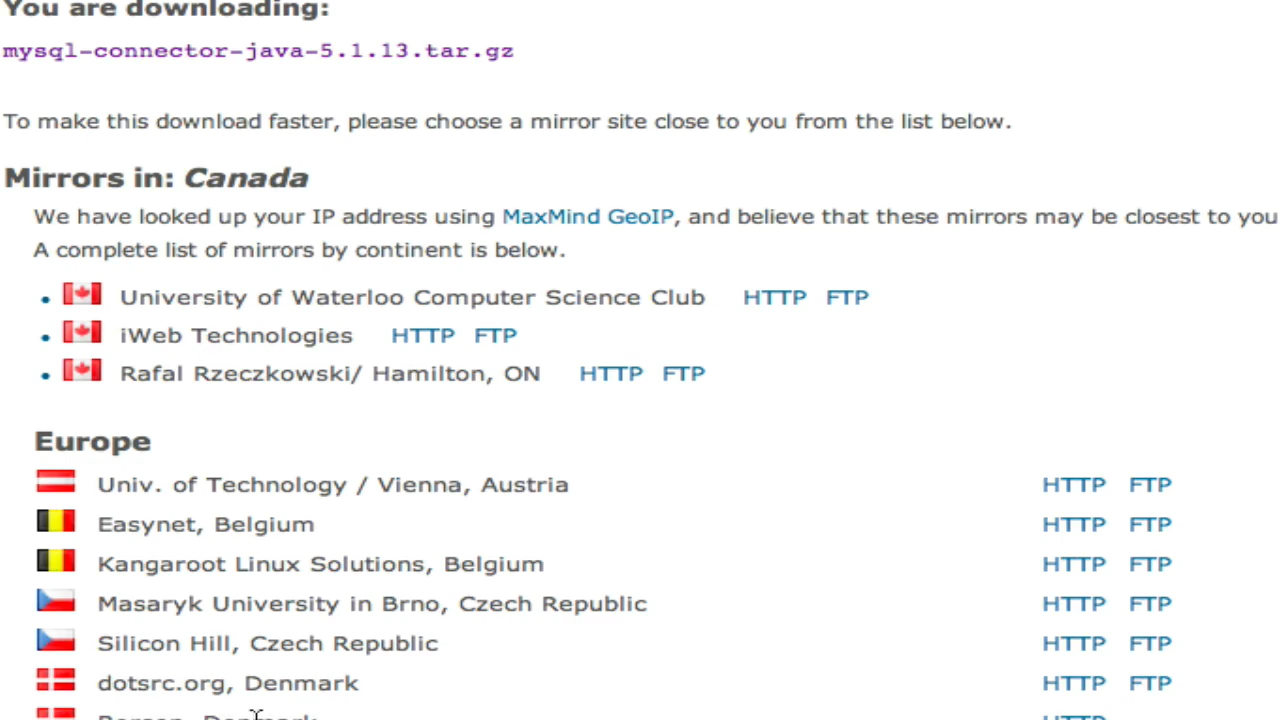 You are downloading:
mysql-connector-java-5.1.13.tar.gz
To make this download faster, please choose a mirror site close to you from the list below.
Mirrors in: Canada
We have looked up your IP address using MaxMind GeoIP, and believe that these mirrors may be closest to you
A complete list of mirrors by continent is below.
• University of Waterloo Computer Science Club HTTP FTP
• iWeb Technologies HTTP FTP
• Rafal Rzeczkowski/ Hamilton, ON HTTP FTP
Europe
Univ. of Technology / Vienna, Austria HTTP FTP
Easynet, Belgium HTTP FTP
Kangaroot Linux Solutions, Belgium HTTP FTP
Masaryk University in Brno, Czech Republic HTTP FTP
Silicon Hill, Czech Republic HTTP FTP
dotsrc.org, Denmark HTTP FTP
Denmark HTTP